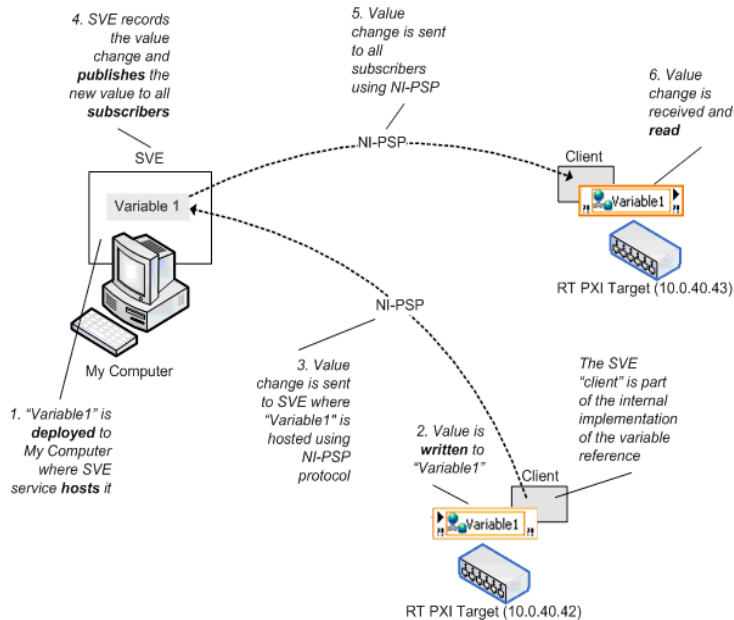 4. SVE records
the value
change and
publishes the
new value to all
subscribers
5. Value
change is sent
to all
subscribers
using NI-PSP
6. Value
change is
received and
read
SVE
NI-PSP
Client
Variable 1
Variable1
RT PXI Target (10.0.40.43)
My Computer
NI-PSP
1. "Variable1" is
deployed to
My Computer
where SVE
service hosts it
3. Value
change is sent
to SVE where
"Variable1" is
hosted using
NI-PSP
protocol
2. Value is
written to
"Variable1"
The SVE
"client" is part
of the internal
implementation
of the variable
reference
Client
Variable1
RT PXI Target (10.0.40.42)